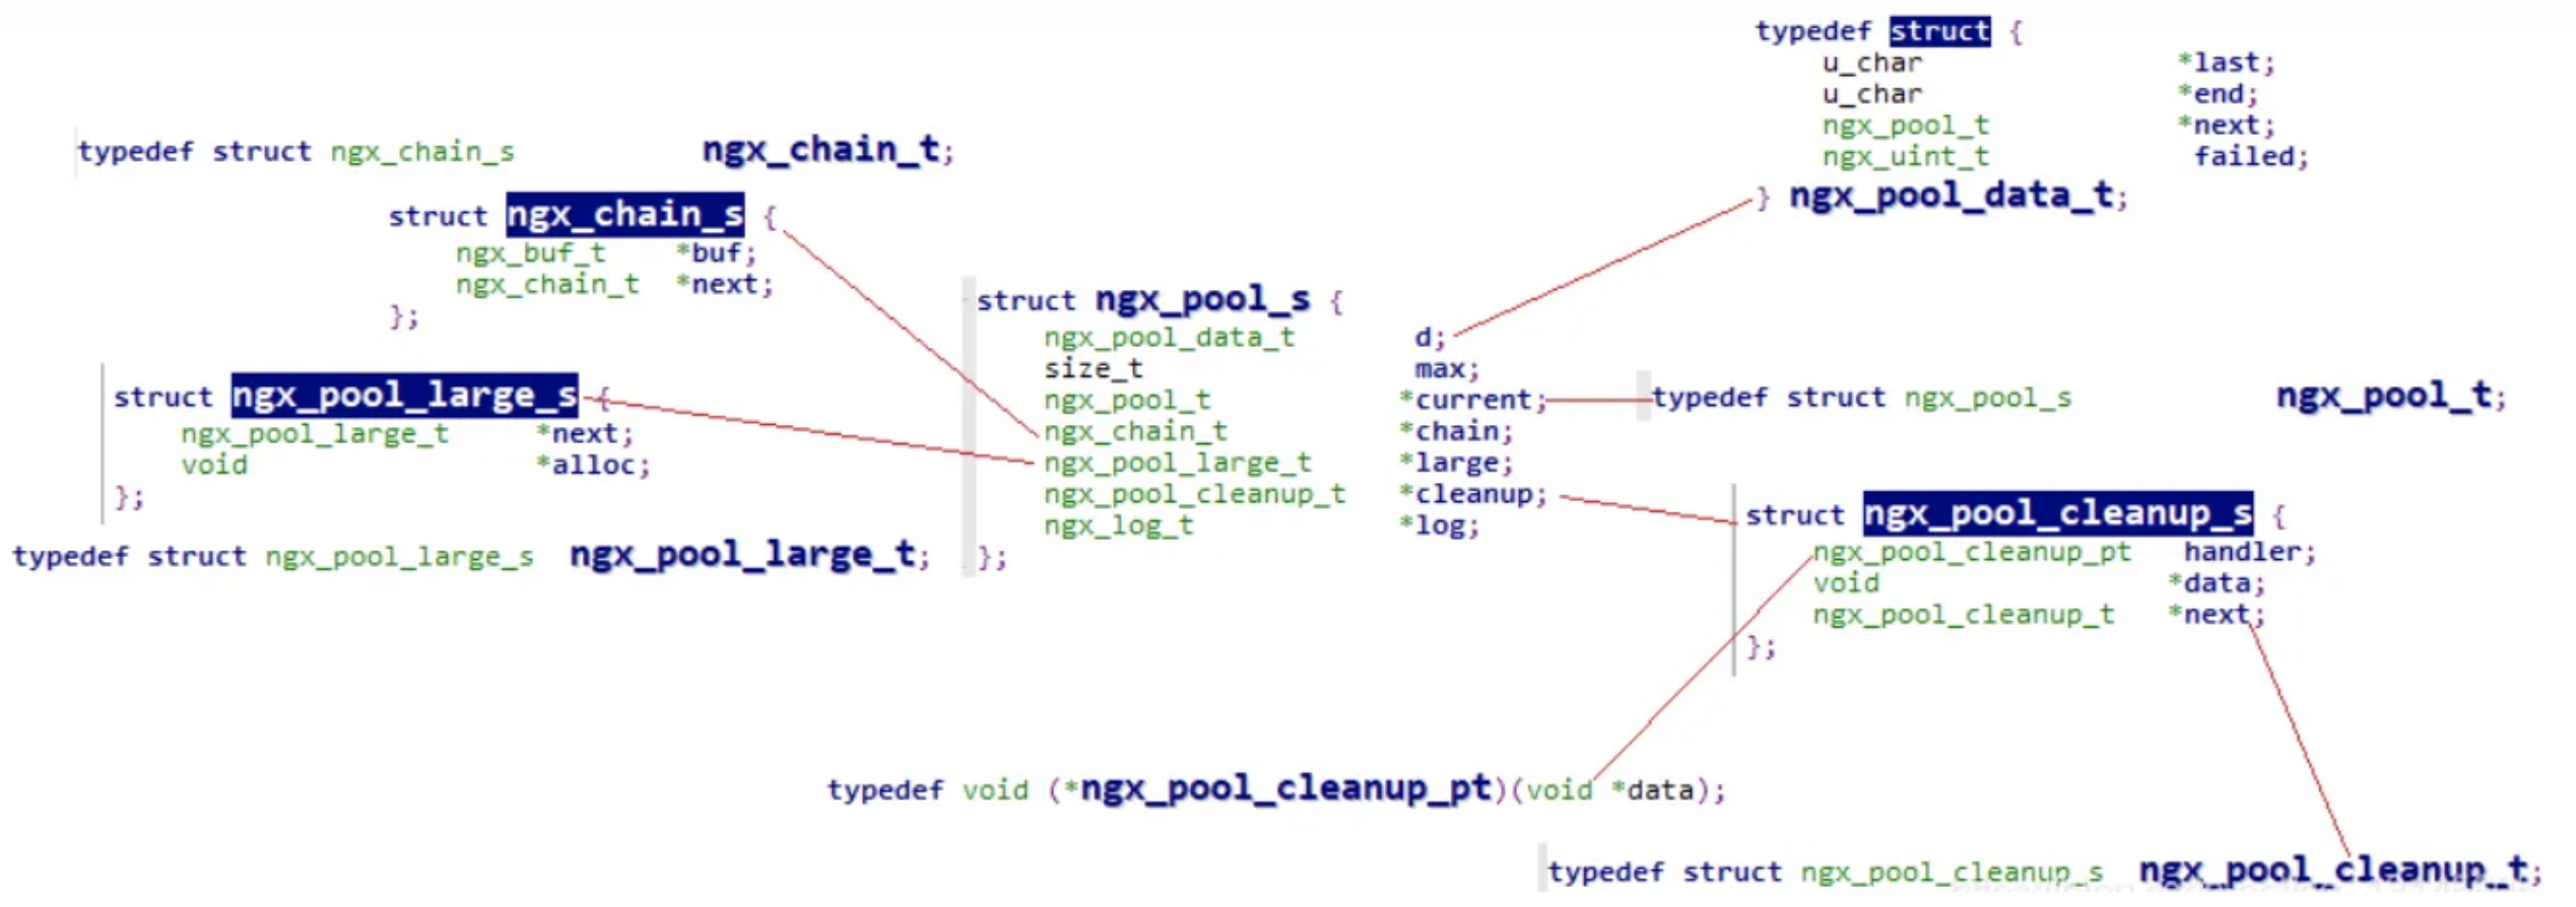 typedef struct ngx_chain_s ngx_chain_t;
struct ngx_chain_s {
ngx_buf_t *buf;
ngx_chain_t *next;
};
struct ngx_pool_large_s {
ngx_pool_large_t *next;
void *alloc;
};
typedef struct ngx_pool_large_s ngx_pool_large_t;
struct ngx_pool_s {
ngx_pool_data_t d;
size_t max;
ngx_pool_t *current;
ngx_chain_t *chain;
ngx_pool_large_t *large;
ngx_pool_cleanup_t *cleanup;
ngx_log_t *log;
};
typedef struct {
u_char *last;
u_char *end;
ngx_pool_t *next;
ngx_uint_t failed;
} ngx_pool_data_t;
typedef struct ngx_pool_s ngx_pool_t;
struct ngx_pool_cleanup_s {
ngx_pool_cleanup_pt handler;
void *data;
ngx_pool_cleanup_t *next;
};
typedef void (*ngx_pool_cleanup_pt)(void *data);
typedef struct ngx_pool_cleanup_s ngx_pool_cleanup_t;